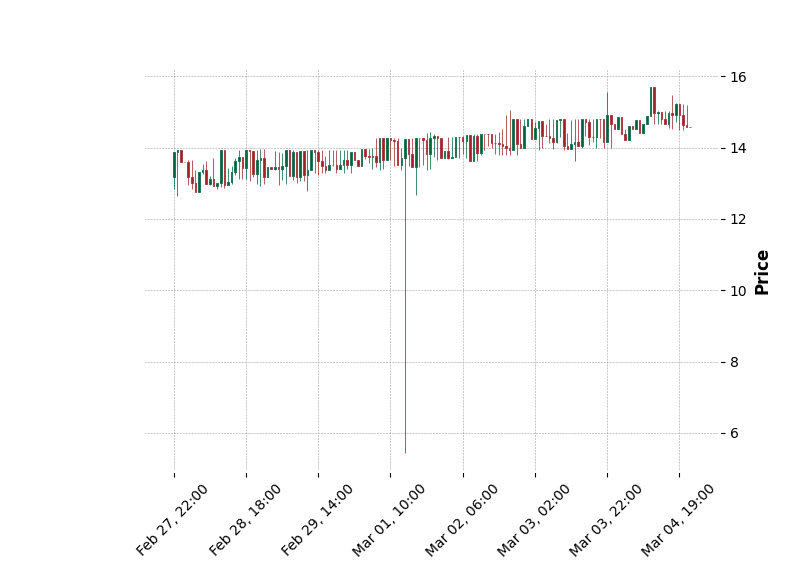 16
14
12
10
8
6
Price
Feb 27, 22:00
Feb 28, 18:00
Feb 29, 14:00
Mar 01, 10:00
Mar 02, 06:00
Mar 03, 02:00
Mar 03, 22:00
Mar 04, 19:00